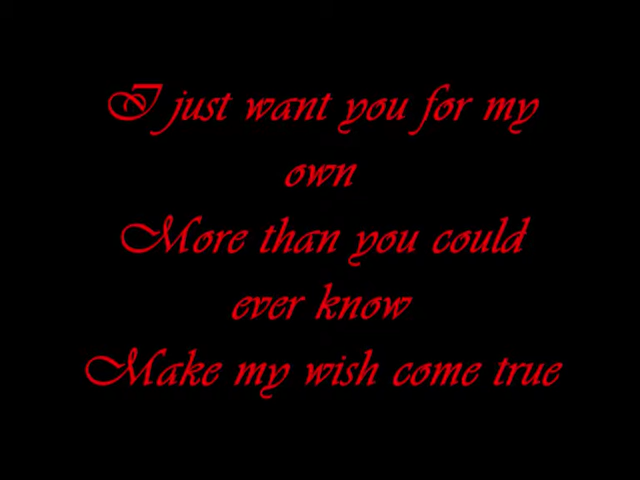 I just want you for my
own
More than you could
ever know
Make my wish come true